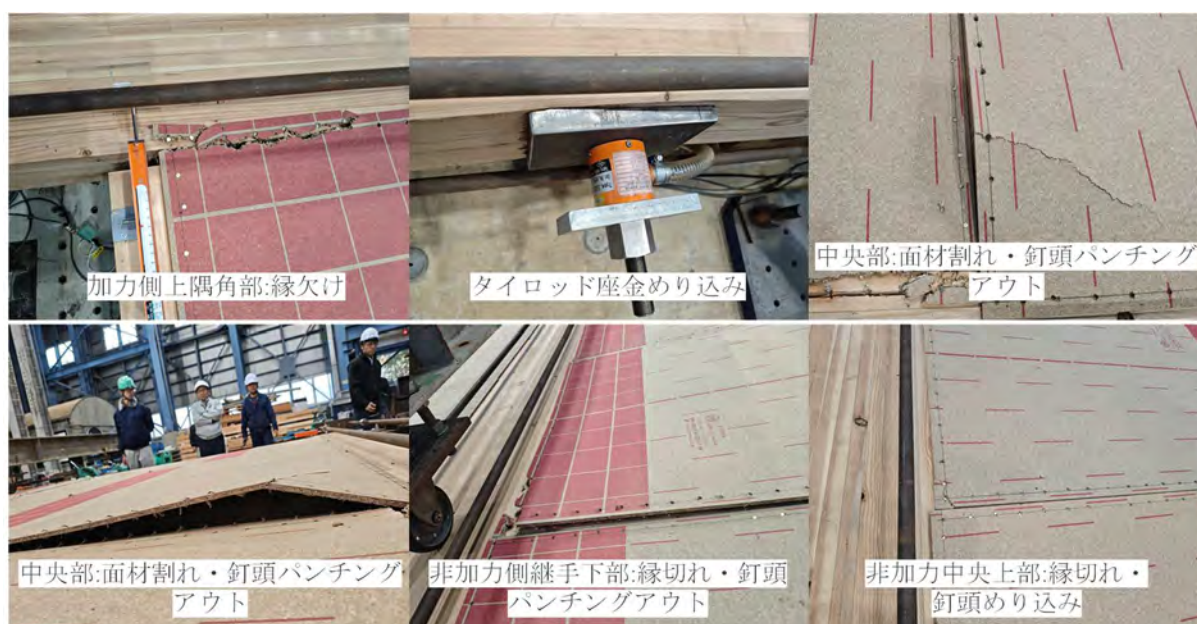 加力側上隅角部:縁欠け
タイロッド座金めり込み
中央部:面材割れ・釘頭パンチング
アウト
中央部:面材割れ・釘頭パンチング
アウト
非加力側継手下部:縁切れ・釘頭
パンチングアウト
非加力中央上部:縁切れ・
釘頭めり込み